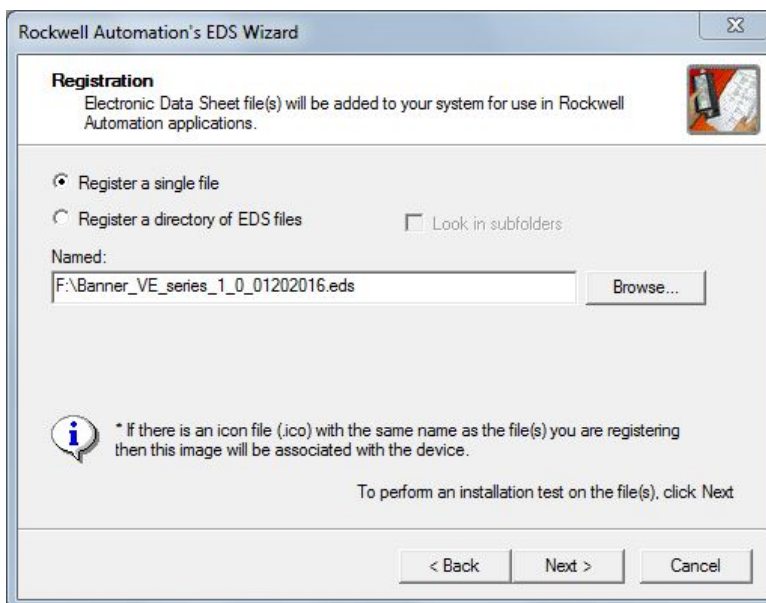 Rockwell Automation's EDS Wizard
Registration
Electronic Data Sheet file(s) will be added to your system for use in Rockwell
Automation applications.
Register a single file
Register a directory of EDS files
Look in subfolders
Named:
F:\Banner_VE_series_1_0_01202016.eds
Browse...
* If there is an icon file (.ico) with the same name as the file(s) you are registering
then this image will be associated with the device.
To perform an installation test on the file(s), click Next
< Back
Next >
Cancel